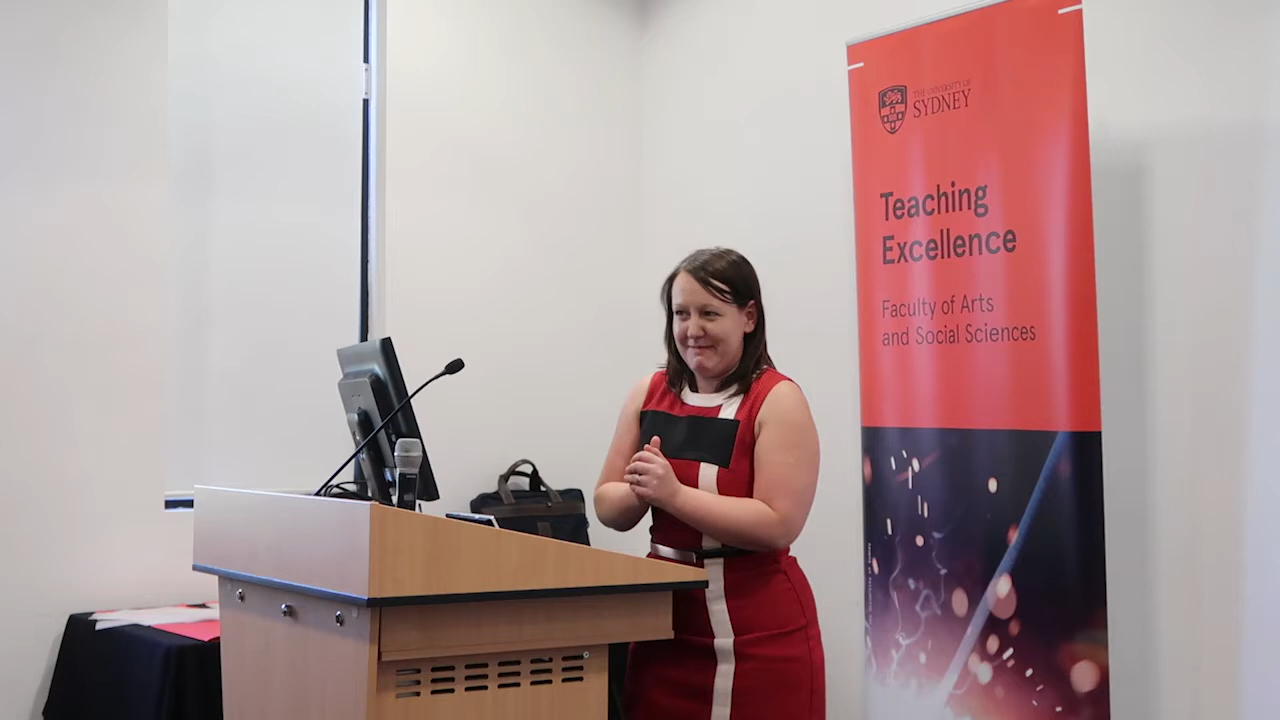 THE UNIVERSITY OF
SYDNEY
Teaching
Excellence
Faculty of Arts
and Social Sciences